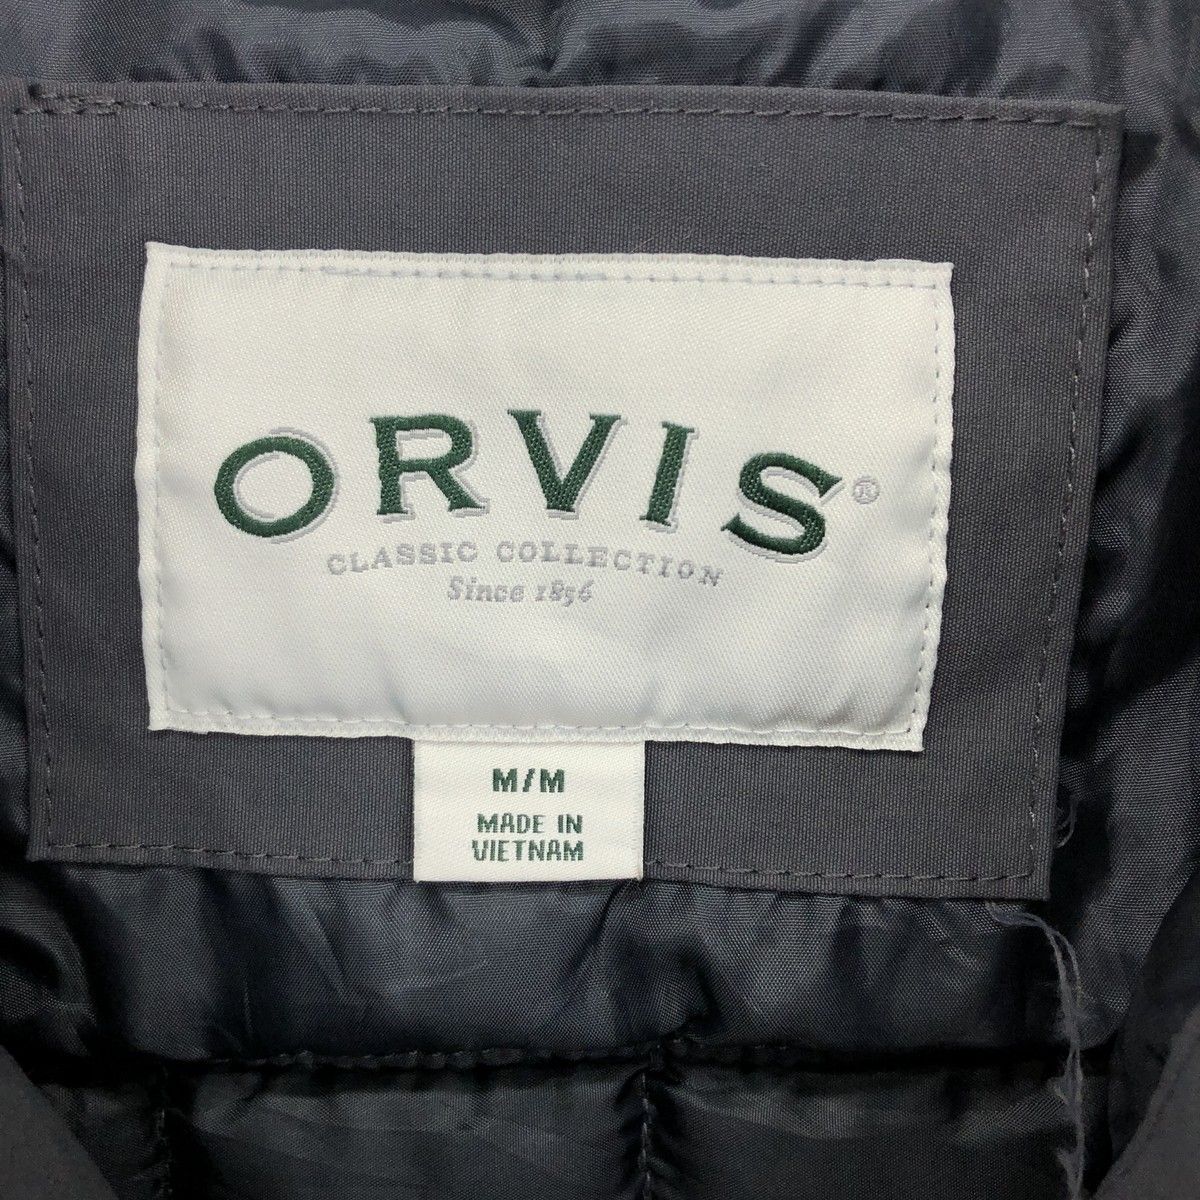 ORVIS®
CLASSIC COLLECTION
Since 1856
M/M
MADE IN
VIETNAM